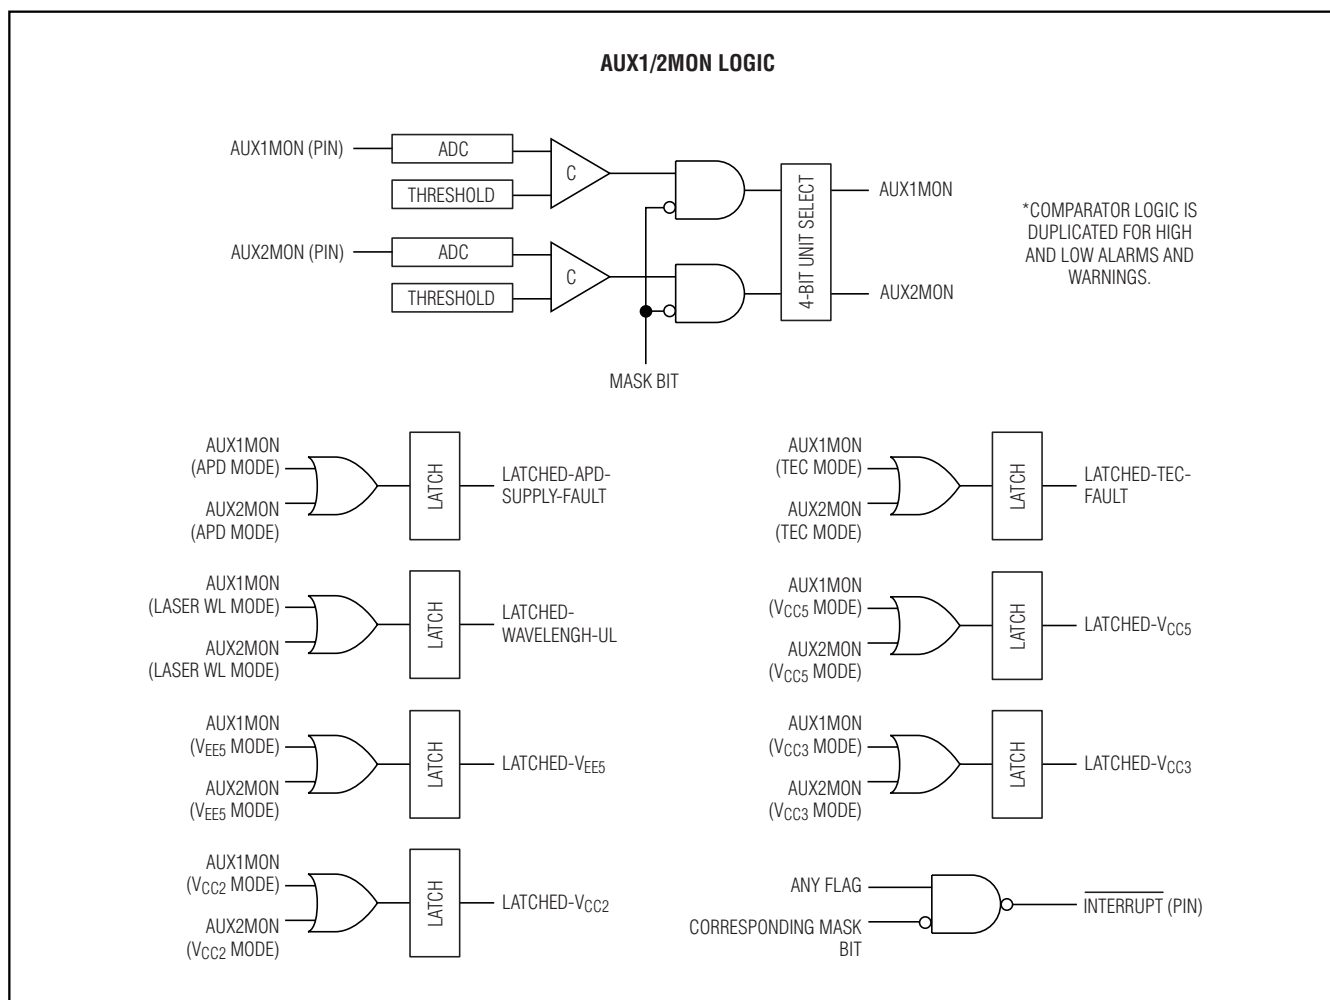 AUX1/2MON LOGIC
AUX1MON (PIN)
ADC
THRESHOLD
C
AUX2MON (PIN)
ADC
THRESHOLD
C
MASK BIT
4-BIT UNIT SELECT
AUX1MON
AUX2MON
*COMPARATOR LOGIC IS
DUPLICATED FOR HIGH
AND LOW ALARMS AND
WARNINGS.
AUX1MON
(APD MODE)
AUX2MON
(APD MODE)
LATCH
LATCHED-APD-
SUPPLY-FAULT
AUX1MON
(TEC MODE)
AUX2MON
(TEC MODE)
LATCH
LATCHED-TEC-
FAULT
AUX1MON
(LASER WL MODE)
AUX2MON
(LASER WL MODE)
LATCH
LATCHED-
WAVELENGH-UL
AUX1MON
(VCC5 MODE)
AUX2MON
(VCC5 MODE)
LATCH
LATCHED-VCC5
AUX1MON
(VEE5 MODE)
AUX2MON
(VEE5 MODE)
LATCH
LATCHED-VEE5
AUX1MON
(VCC3 MODE)
AUX2MON
(VCC3 MODE)
LATCH
LATCHED-VCC3
AUX1MON
(VCC2 MODE)
AUX2MON
(VCC2 MODE)
LATCH
LATCHED-VCC2
ANY FLAG
CORRESPONDING MASK
BIT
INTERRUPT (PIN)